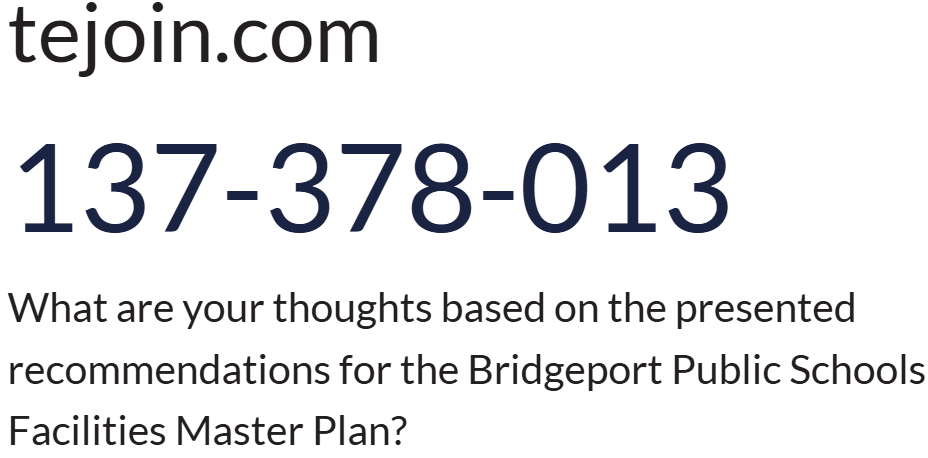 tejoin.com
137-378-013
What are your thoughts based on the presented
recommendations for the Bridgeport Public Schools
Facilities Master Plan?